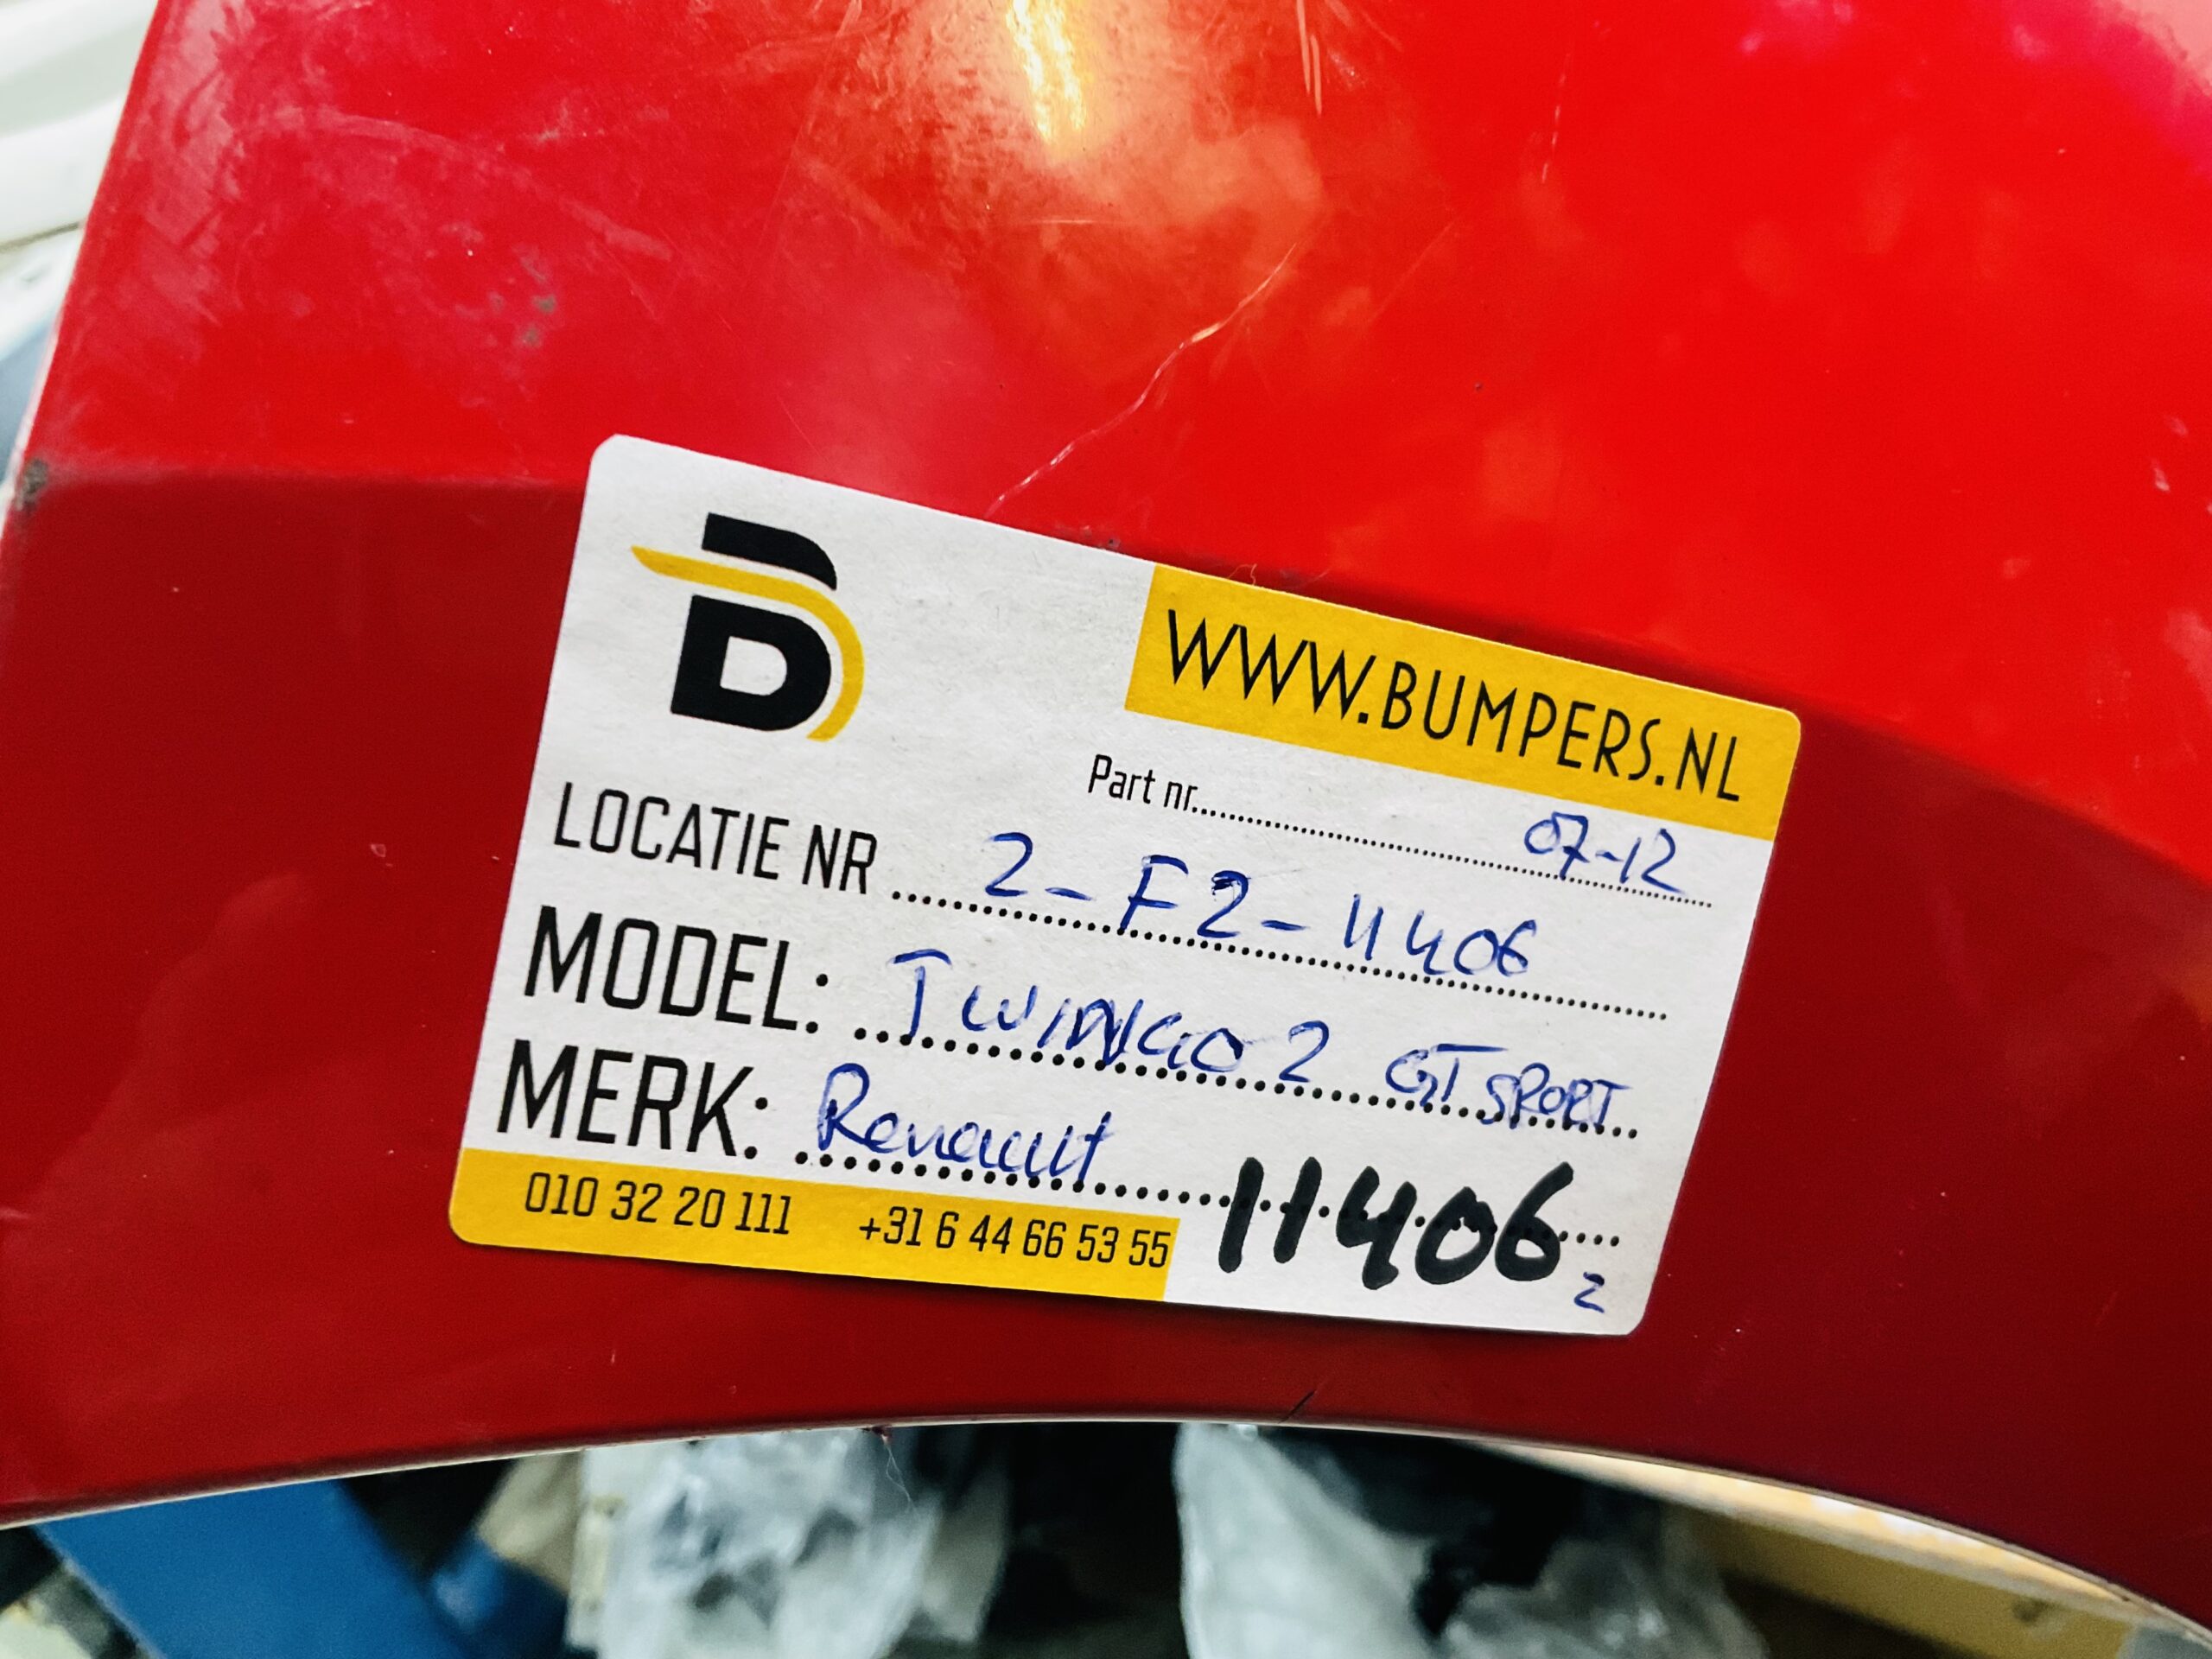 B
WWW.BUMPERS.NL
Part nr. 07-12
LOCATIE NR 2-F2-11406
MODEL: TWINGO 2 GT SPORT
MERK: Renault
010 32 20 111 +31 6 44 66 53 55 11406
2